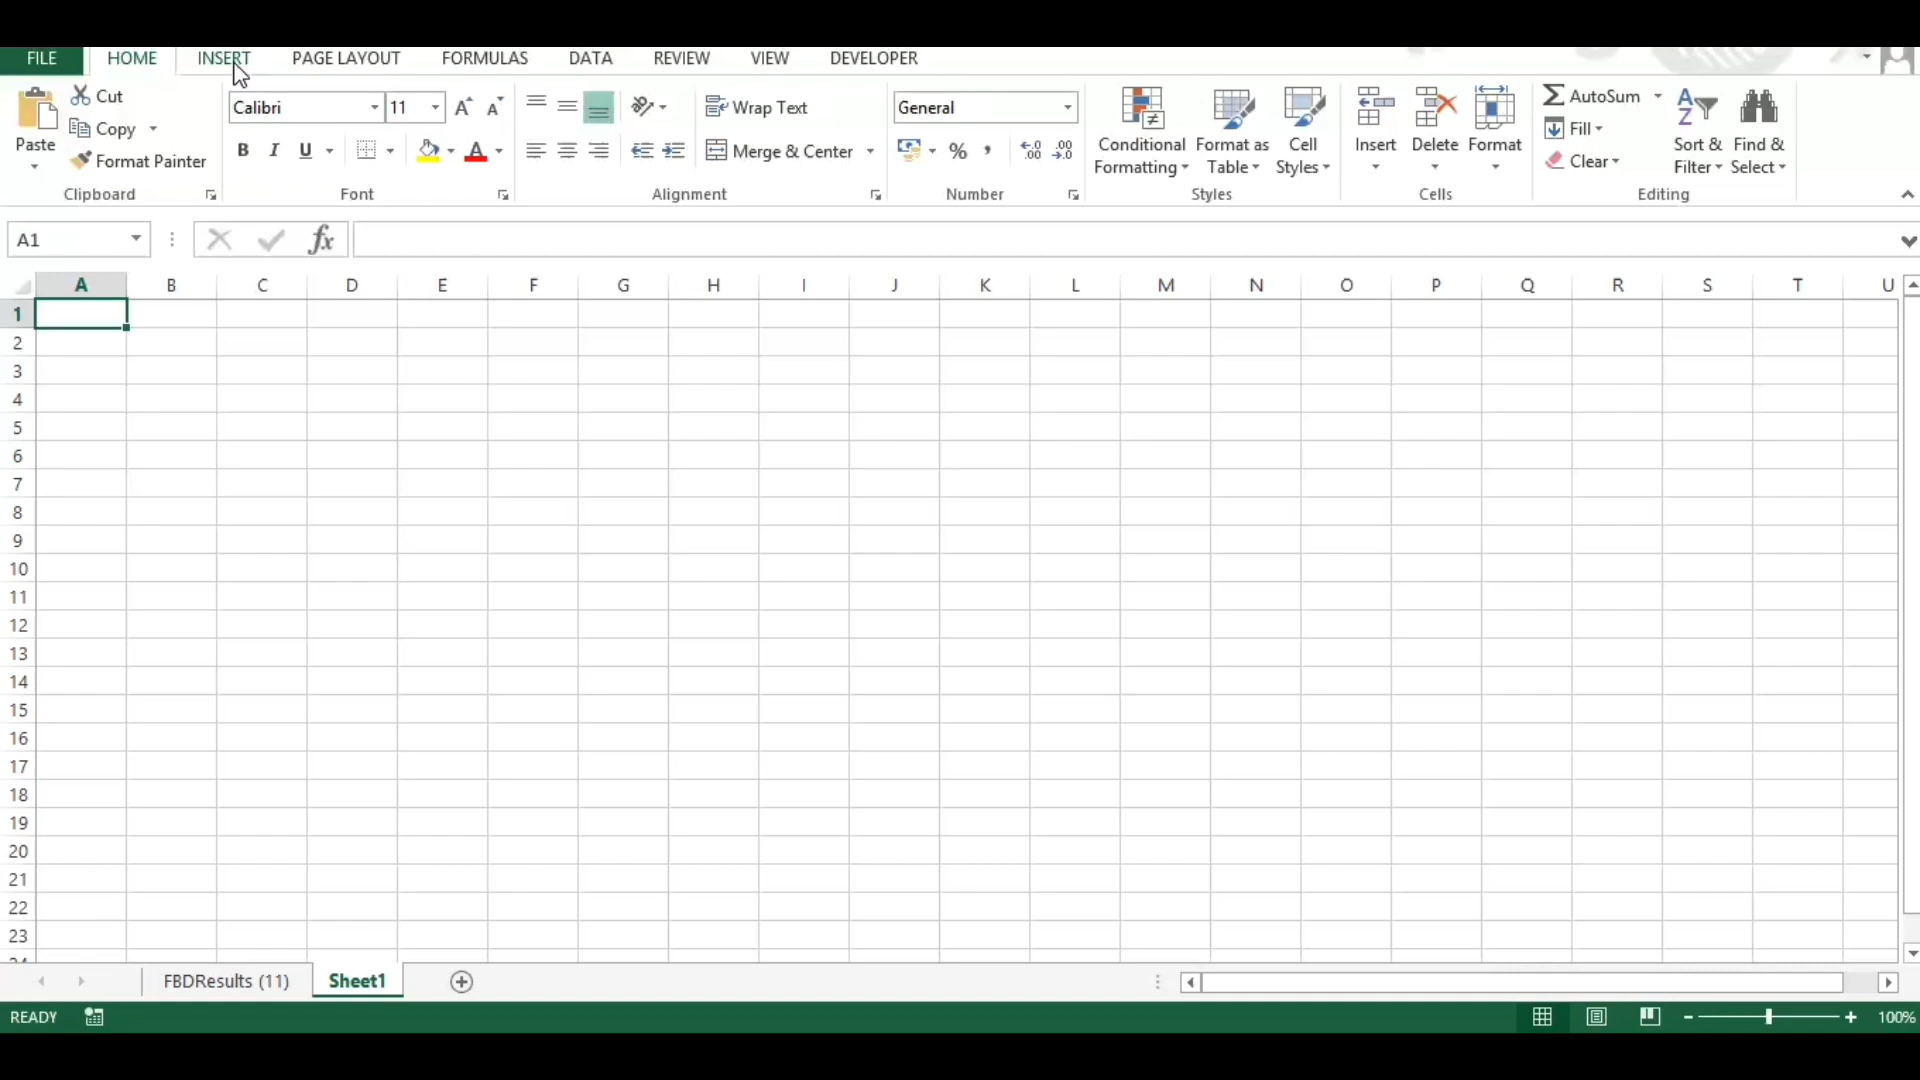 FILE HOME INSERT PAGE LAYOUT FORMULAS DATA REVIEW VIEW DEVELOPER
Paste
Cut
Copy
Format Painter
Clipboard
Calibri 11
B I U A
Font
Wrap Text
Merge & Center
Alignment
General
% ,
Number
Conditional Formatting
Format as Table
Cell Styles
Styles
Insert
Delete
Format
Cells
AutoSum
Fill
Clear
Sort & Filter
Find & Select
Editing
A1 fx
A B C D E F G H I J K L M N O P Q R S T U
1
2
3
4
5
6
7
8
9
10
11
12
13
14
15
16
17
18
19
20
21
22
23
24
FBDResults (11) Sheet1
READY 100%